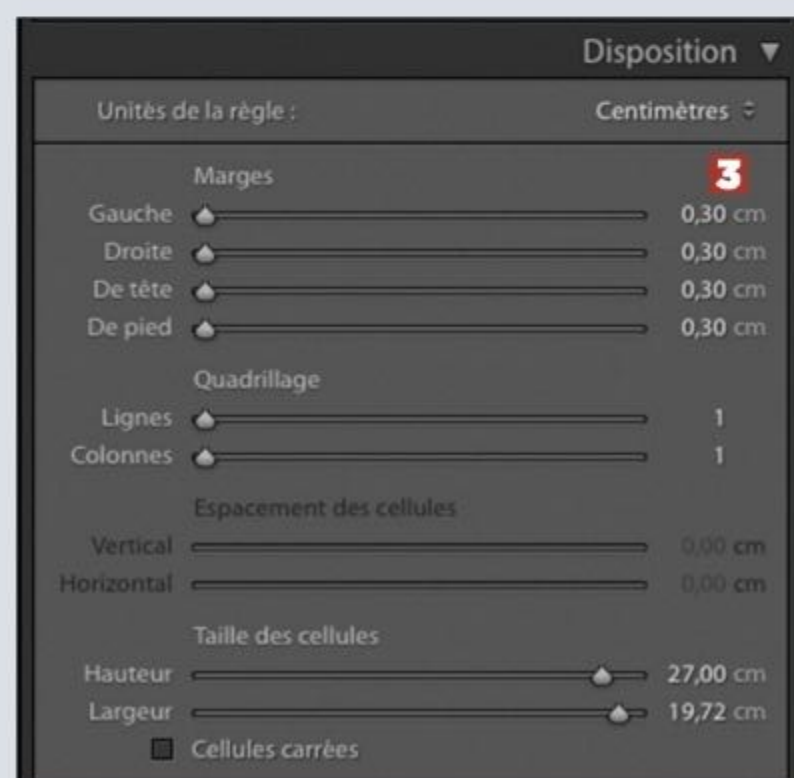 Disposition ▼
Unités de la règle : Centimètres
Marges 3
Gauche 0,30 cm
Droite 0,30 cm
De tête 0,30 cm
De pied 0,30 cm
Quadrillage
Lignes 1
Colonnes 1
Espacement des cellules
Vertical 0,00 cm
Horizontal 0,00 cm
Taille des cellules
Hauteur 27,00 cm
Largeur 19,72 cm
Cellules carrées